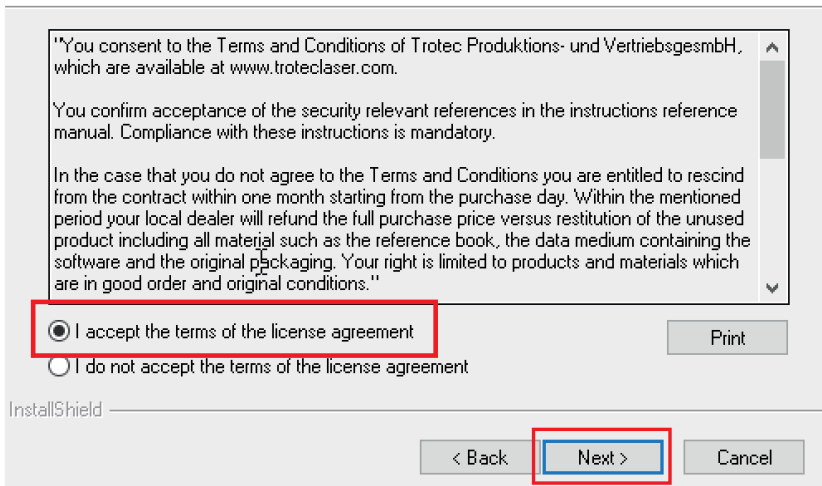 "You consent to the Terms and Conditions of Trotec Produktions- und VertriebsgesmbH,
which are available at www.troteclaser.com.
You confirm acceptance of the security relevant references in the instructions reference
manual. Compliance with these instructions is mandatory.
In the case that you do not agree to the Terms and Conditions you are entitled to rescind
from the contract within one month starting from the purchase day. Within the mentioned
period your local dealer will refund the full purchase price versus restitution of the unused
product including all material such as the reference book, the data medium containing the
software and the original packaging. Your right is limited to products and materials which
are in good order and original conditions."
I accept the terms of the license agreement
Print
I do not accept the terms of the license agreement
InstallShield
< Back
Next >
Cancel